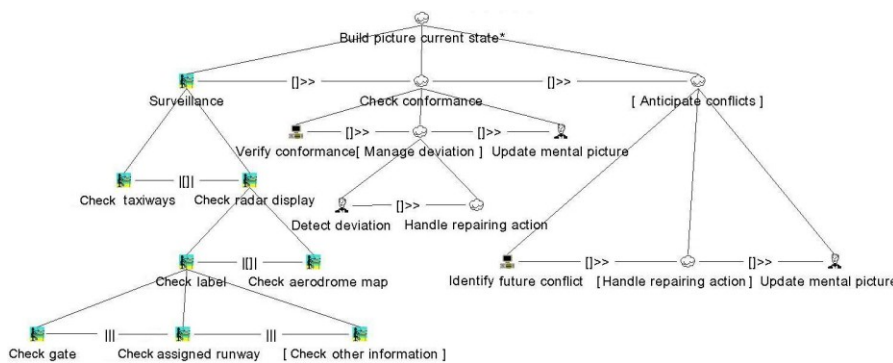 Build picture current state*
[]>> []>>
Surveillance Check conformance [ Anticipate conflicts ]
[]>> []>>
Verify conformance[ Manage deviation ] Update mental picture
|[]|
Check taxiways Check radar display
[]>>
Detect deviation Handle repairing action
|[]| []>> []>>
Check label Check aerodrome map Identify future conflict [Handle repairing action ] Update mental picture
||| |||
Check gate Check assigned runway [ Check other information ]